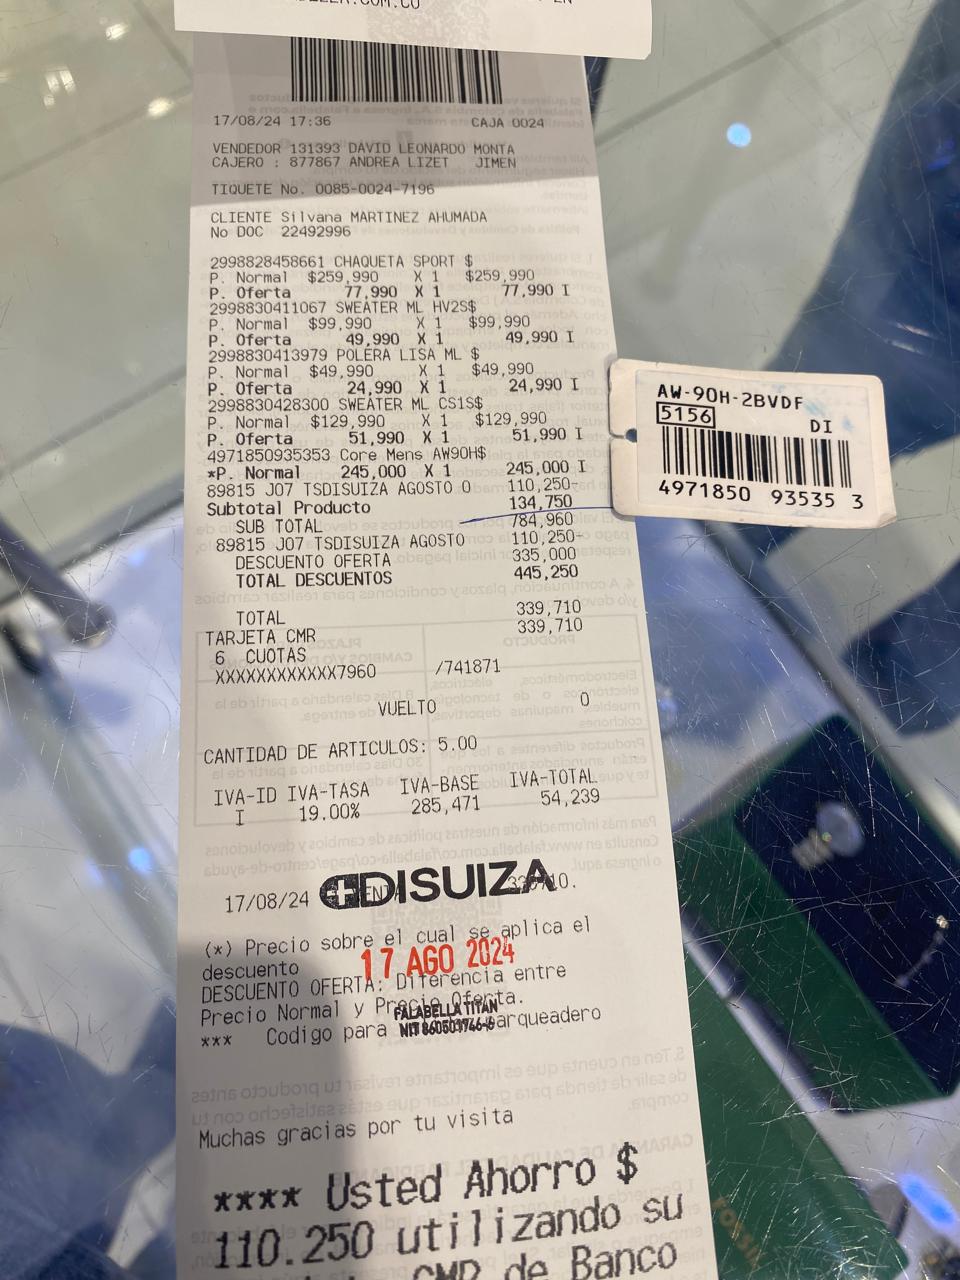 17/08/24 17:36 CAJA 0024
VENDEDOR 131393 DAVID LEONARDO MONTA
CAJERO : 877867 ANDREA LIZET JIMEN
TIQUETE No. 0085-0024-7196
CLIENTE Silvana MARTINEZ AHUMADA
No DOC 22492996
2998828458661 CHAQUETA SPORT $
P. Normal $259,990 X 1 $259,990
P. Oferta 77,990 X 1 77,990 I
2998830411067 SWEATER ML HV2S$
P. Normal $99,990 X 1 $99,990
P. Oferta 49,990 X 1 49,990 I
2998830413979 POLERA LISA ML $
P. Normal $49,990 X 1 $49,990
P. Oferta 24,990 X 1 24,990 I
2998830428300 SWEATER ML CS1S$
P. Normal $129,990 X 1 $129,990
P. Oferta 51,990 X 1 51,990 I
4971850935353 Core Mens AW90H$
*P. Normal 245,000 X 1 245,000 I
89815 J07 TSDISUIZA AGOSTO 0 110,250-
Subtotal Producto 134,750
SUB TOTAL 784,960
89815 J07 TSDISUIZA AGOSTO 110,250-
DESCUENTO OFERTA 335,000
TOTAL DESCUENTOS 445,250
TOTAL 339,710
TARJETA CMR 339,710
6 CUOTAS
XXXXXXXXXXXX7960 /741871
VUELTO 0
CANTIDAD DE ARTICULOS: 5.00
IVA-ID IVA-TASA IVA-BASE IVA-TOTAL
I 19.00% 285,471 54,239
17/08/24
DISUIZA
(*) Precio sobre el cual se aplica el
descuento
17 AGO 2024
DESCUENTO OFERTA: Diferencia entre
Precio Normal y Precio Oferta.
FALABELLA TITAN
NIT 860503746-6
*** Codigo para parqueadero
Muchas gracias por tu visita
**** Usted Ahorro $
110.250 utilizando su
CMR de Banco
AW-90H-2BVDF
5156 DI
4971850 93535 3